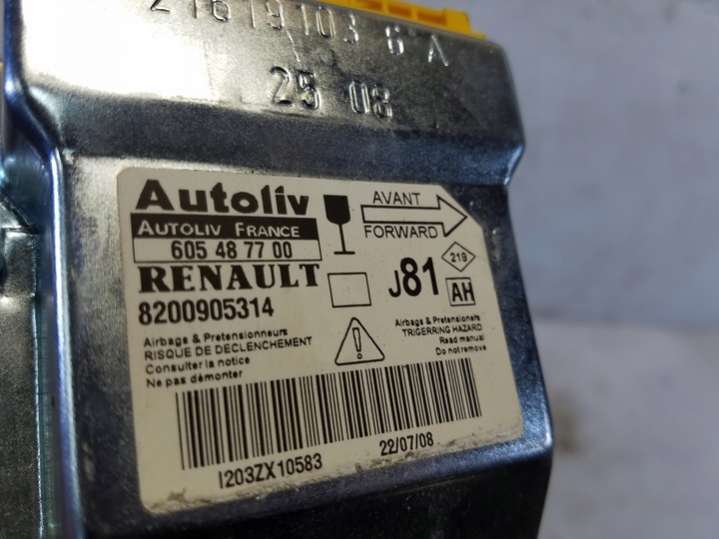 25 08
Autoliv
AUTOLIV FRANCE
605 48 77 00
RENAULT
8200905314
AVANT
FORWARD
J81
219
AH
Airbags & Pretensionneurs
RISQUE DE DECLENCHEMENT
Consulter la notice
Ne pas démonter
Airbags & Pretensioners
TRIGERRING HAZARD
Read manual
Do not remove
I203ZX10583
22/07/08